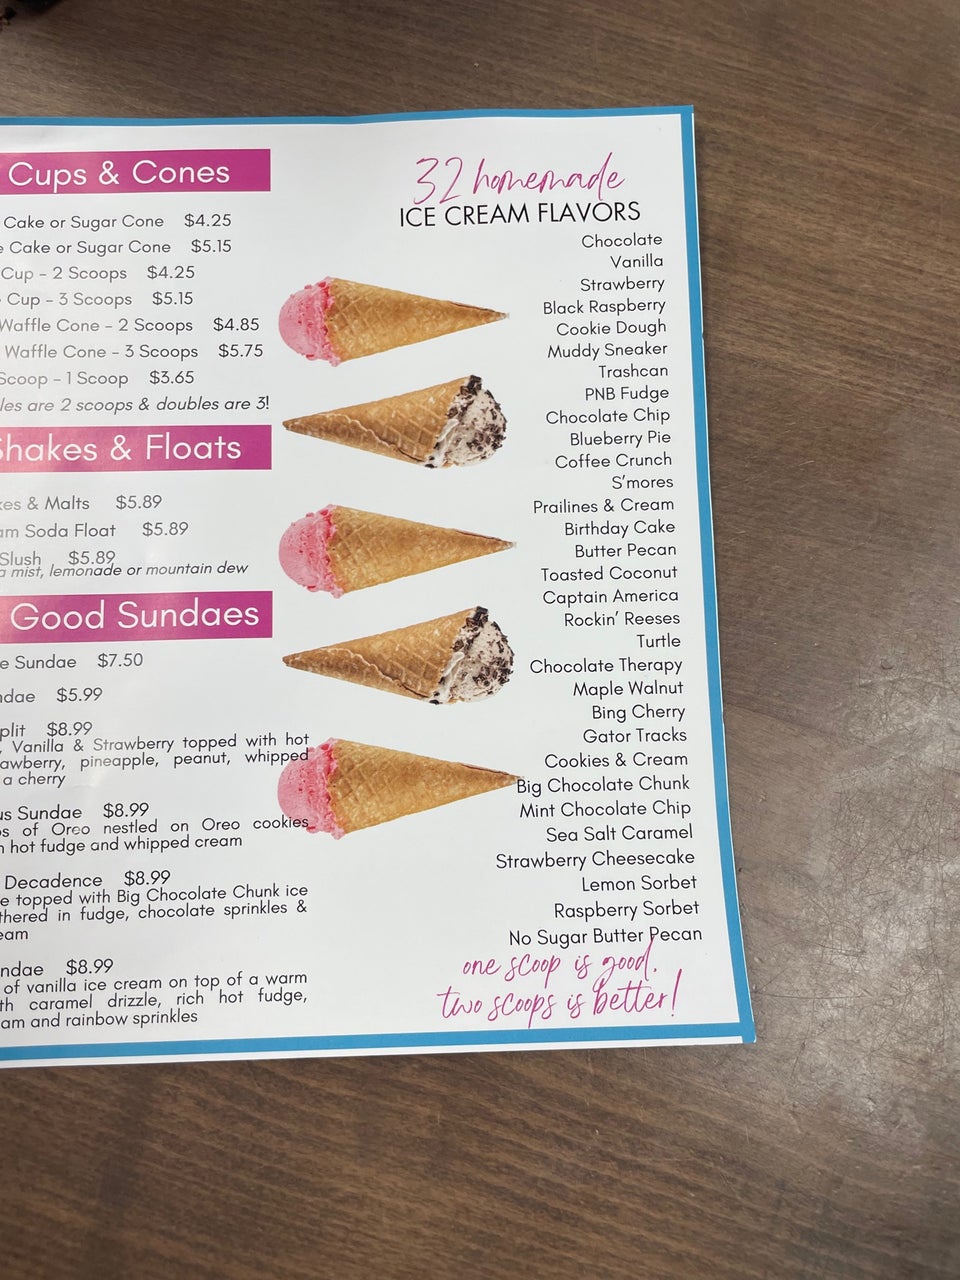 Cups & Cones
Cake or Sugar Cone $4.25
Cake or Sugar Cone $5.15
Cup - 2 Scoops $4.25
Cup - 3 Scoops $5.15
Waffle Cone - 2 Scoops $4.85
Waffle Cone - 3 Scoops $5.75
Scoop - 1 Scoop $3.65
are 2 scoops & doubles are 3!
Shakes & Floats
& Malts $5.89
Soda Float $5.89
Slush $5.89
mist, lemonade or mountain dew
Good Sundaes
Sundae $7.50
$5.99
$8.99
Vanilla & Strawberry topped with hot
pineapple, peanut, whipped
a cherry
Sundae $8.99
of Oreo nestled on Oreo cookies
hot fudge and whipped cream
Decadence $8.99
topped with Big Chocolate Chunk ice
in fudge, chocolate sprinkles &
$8.99
of vanilla ice cream on top of a warm
caramel drizzle, rich hot fudge,
and rainbow sprinkles
32 homemade
ICE CREAM FLAVORS
Chocolate
Vanilla
Strawberry
Black Raspberry
Cookie Dough
Muddy Sneaker
Trashcan
PNB Fudge
Chocolate Chip
Blueberry Pie
Coffee Crunch
S'mores
Prailines & Cream
Birthday Cake
Butter Pecan
Toasted Coconut
Captain America
Rockin' Reeses
Turtle
Chocolate Therapy
Maple Walnut
Bing Cherry
Gator Tracks
Cookies & Cream
Big Chocolate Chunk
Mint Chocolate Chip
Sea Salt Caramel
Strawberry Cheesecake
Lemon Sorbet
Raspberry Sorbet
No Sugar Butter Pecan
one scoop is good.
two scoops is better!